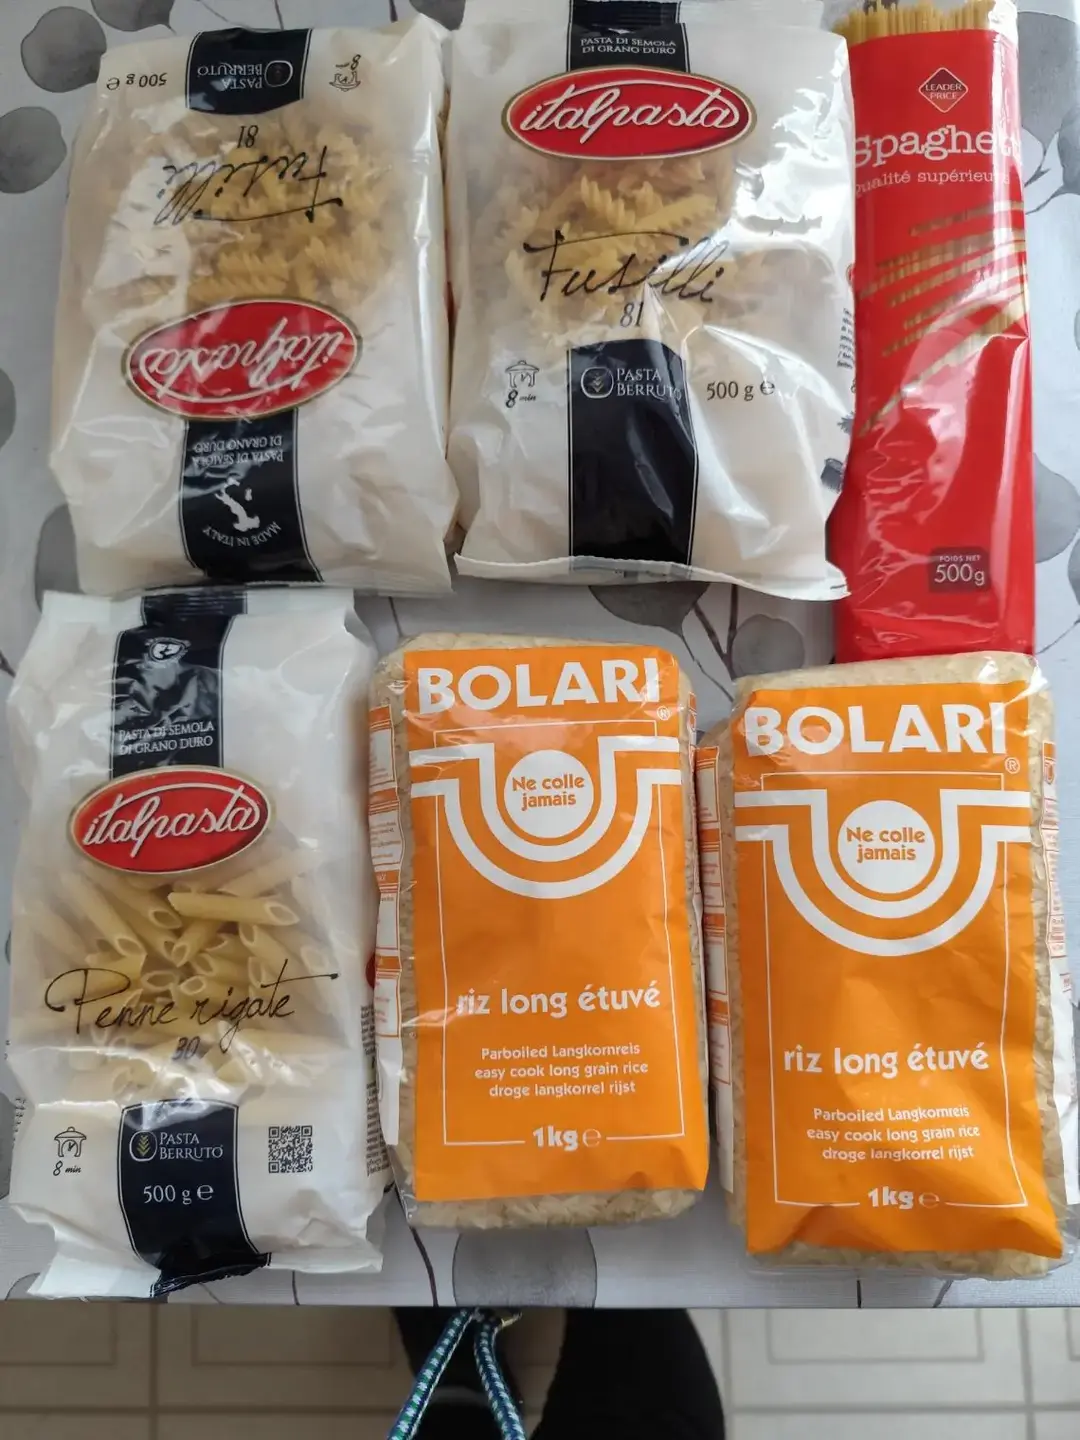 500 g e
PASTA
BERRUTO
8
81
Fusilli
italpasta
PASTA DI SEMOLA
DI GRANO DURO
MADE IN ITALY
PASTA DI SEMOLA
DI GRANO DURO
italpasta
Fusilli
81
8 min
PASTA
BERRUTO
500 g e
LEADER
PRICE
Spaghet
qualité supérieur
POIDS NET
500g
PASTA DI SEMOLA
DI GRANO DURO
italpasta
Penne rigate
30
8 min
PASTA
BERRUTO
500 g e
BOLARI
®
Ne colle
jamais
riz long étuvé
Parboiled Langkornreis
easy cook long grain rice
droge langkorrel rijst
1kg e
BOLARI
®
Ne colle
jamais
riz long étuvé
Parboiled Langkornreis
easy cook long grain rice
droge langkorrel rijst
1kg e